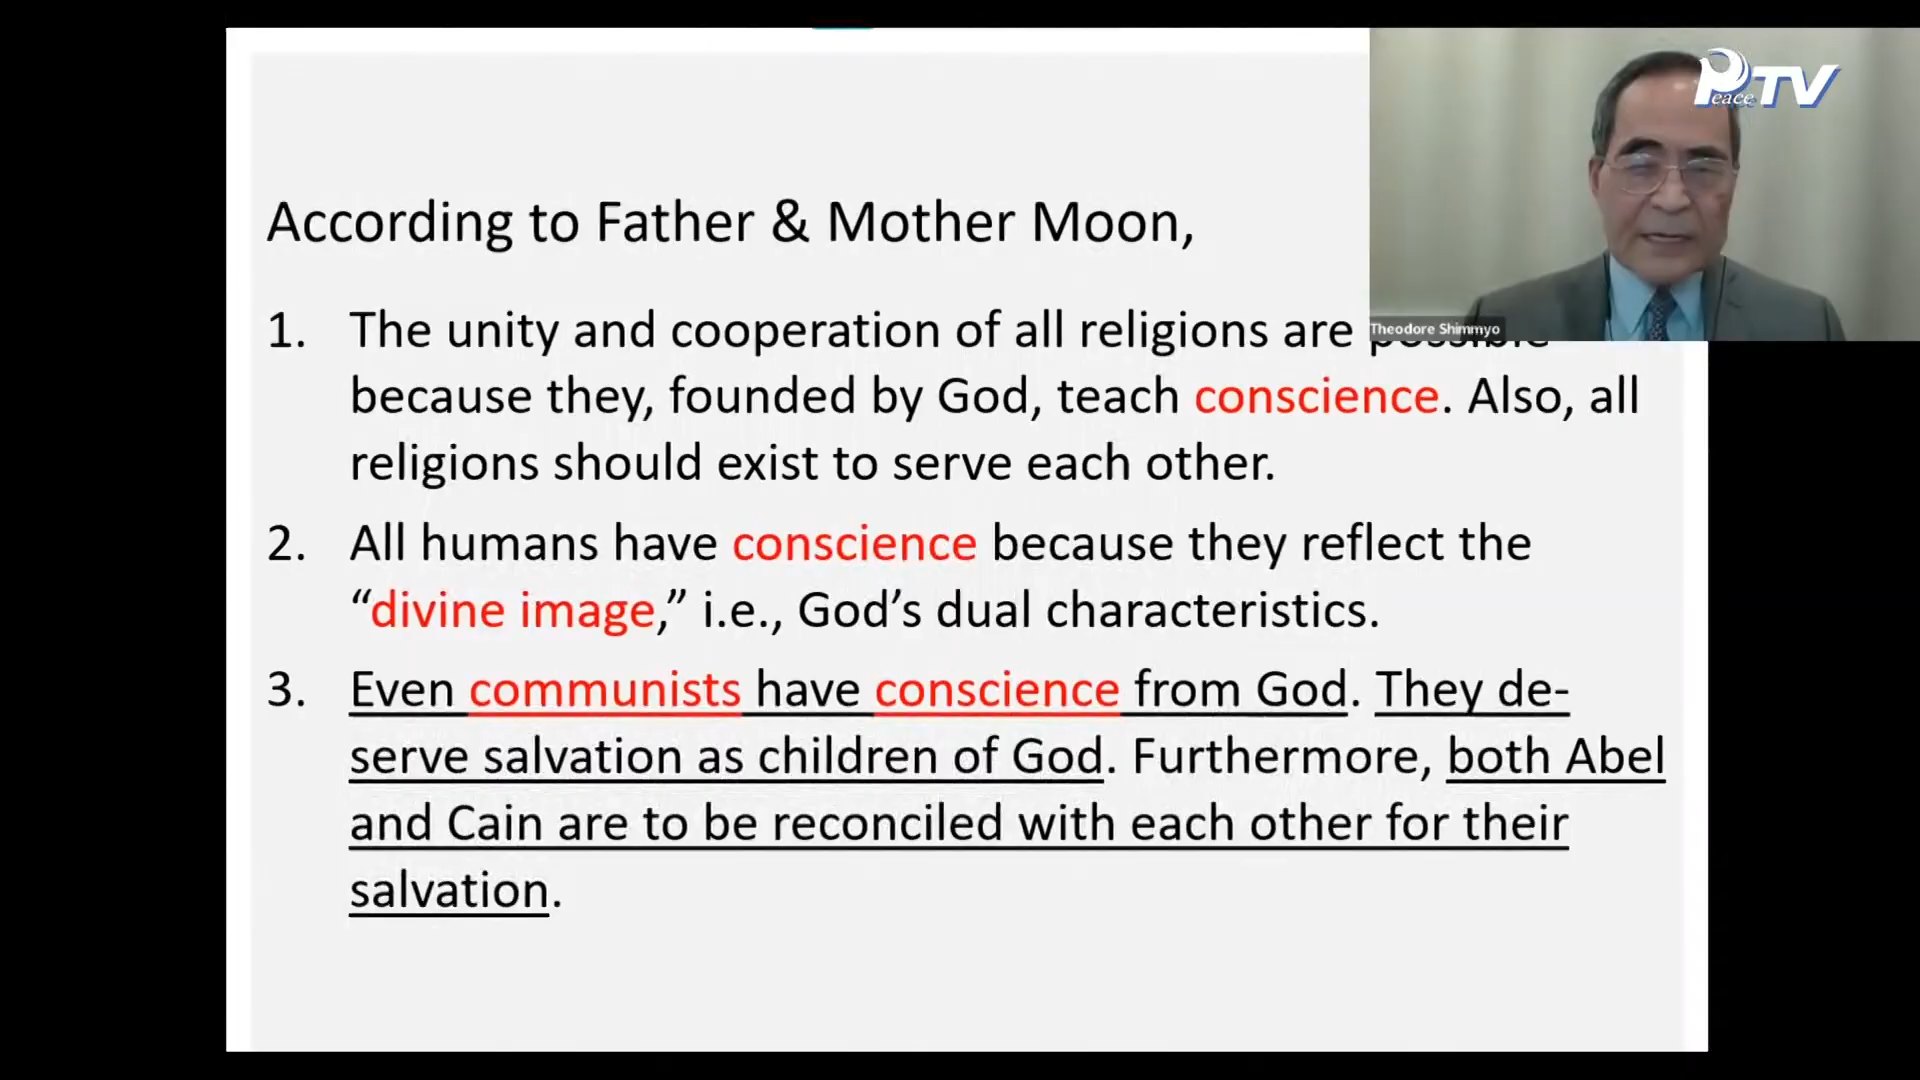 According to Father & Mother Moon,
1. The unity and cooperation of all religions are possible
because they, founded by God, teach conscience. Also, all
religions should exist to serve each other.
2. All humans have conscience because they reflect the
“divine image,” i.e., God’s dual characteristics.
3. Even communists have conscience from God. They de-
serve salvation as children of God. Furthermore, both Abel
and Cain are to be reconciled with each other for their
salvation.
Peace TV
Theodore Shimmyo